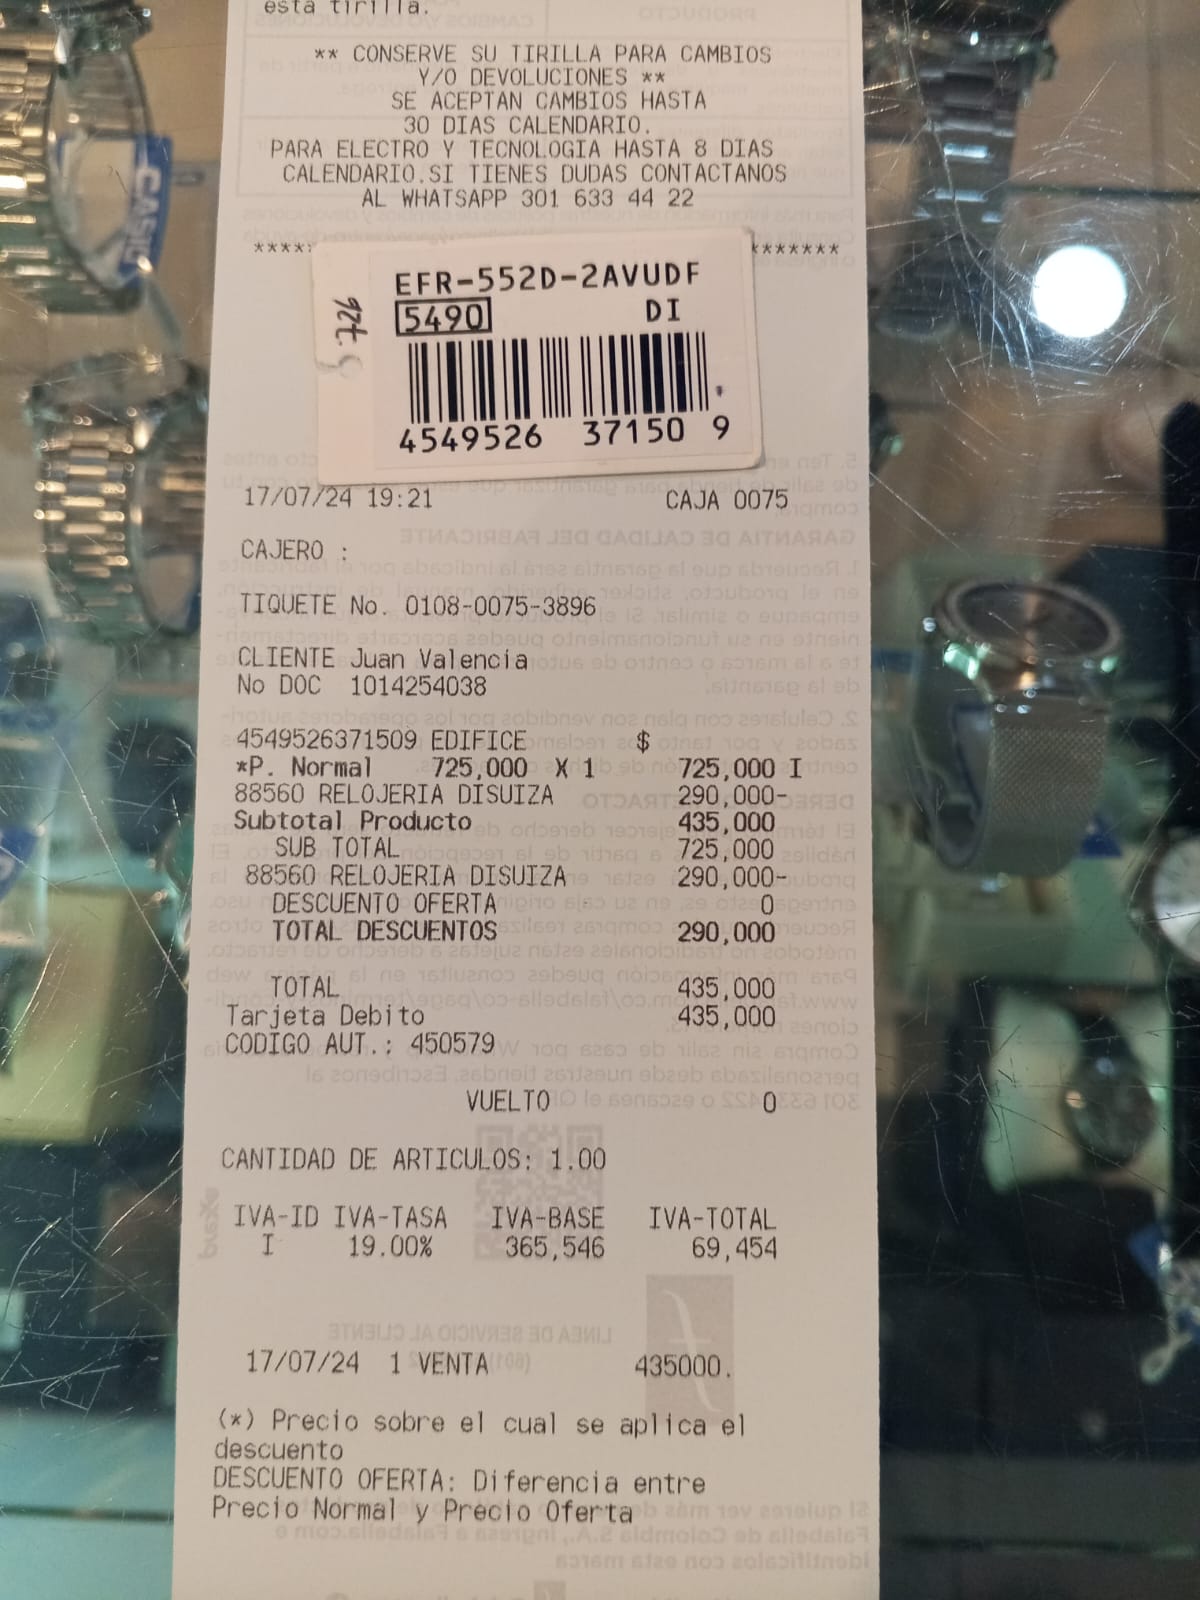 esta tirilla.
** CONSERVE SU TIRILLA PARA CAMBIOS
Y/O DEVOLUCIONES **
SE ACEPTAN CAMBIOS HASTA
30 DIAS CALENDARIO.
PARA ELECTRO Y TECNOLOGIA HASTA 8 DIAS
CALENDARIO.SI TIENES DUDAS CONTACTANOS
AL WHATSAPP 301 633 44 22
CASIO
EFR-552D-2AVUDF
5490 DI
4549526 37150 9
17/07/24 19:21 CAJA 0075
CAJERO :
TIQUETE No. 0108-0075-3896
CLIENTE Juan Valencia
No DOC 1014254038
4549526371509 EDIFICE $
*P. Normal 725,000 X 1 725,000 I
88560 RELOJERIA DISUIZA 290,000-
Subtotal Producto 435,000
SUB TOTAL 725,000
88560 RELOJERIA DISUIZA 290,000-
DESCUENTO OFERTA 0
TOTAL DESCUENTOS 290,000
TOTAL 435,000
Tarjeta Debito 435,000
CODIGO AUT.: 450579
VUELTO 0
CANTIDAD DE ARTICULOS: 1.00
IVA-ID IVA-TASA IVA-BASE IVA-TOTAL
I 19.00% 365,546 69,454
17/07/24 1 VENTA 435000.
(*) Precio sobre el cual se aplica el
descuento
DESCUENTO OFERTA: Diferencia entre
Precio Normal y Precio Oferta